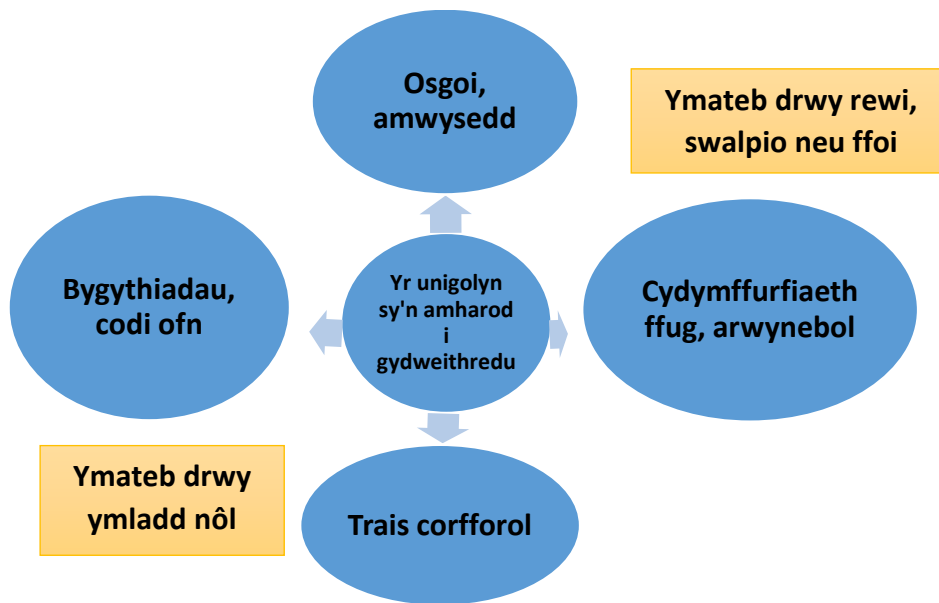 Osgoi,
amwysedd
Ymateb drwy rewi,
swalpio neu ffoi
Bygythiadau,
codi ofn
Yr unigolyn
sy'n amharod
i
gydweithredu
Cydymffurfiaeth
ffug, arwynebol
Ymateb drwy
ymladd nôl
Trais corfforol